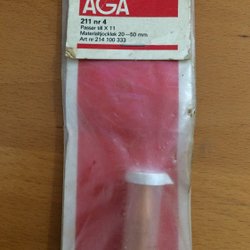 AGA
211 nr 4
Passar till X 11
Materialtjocklek 20-50 mm
Art nr 214 100 333